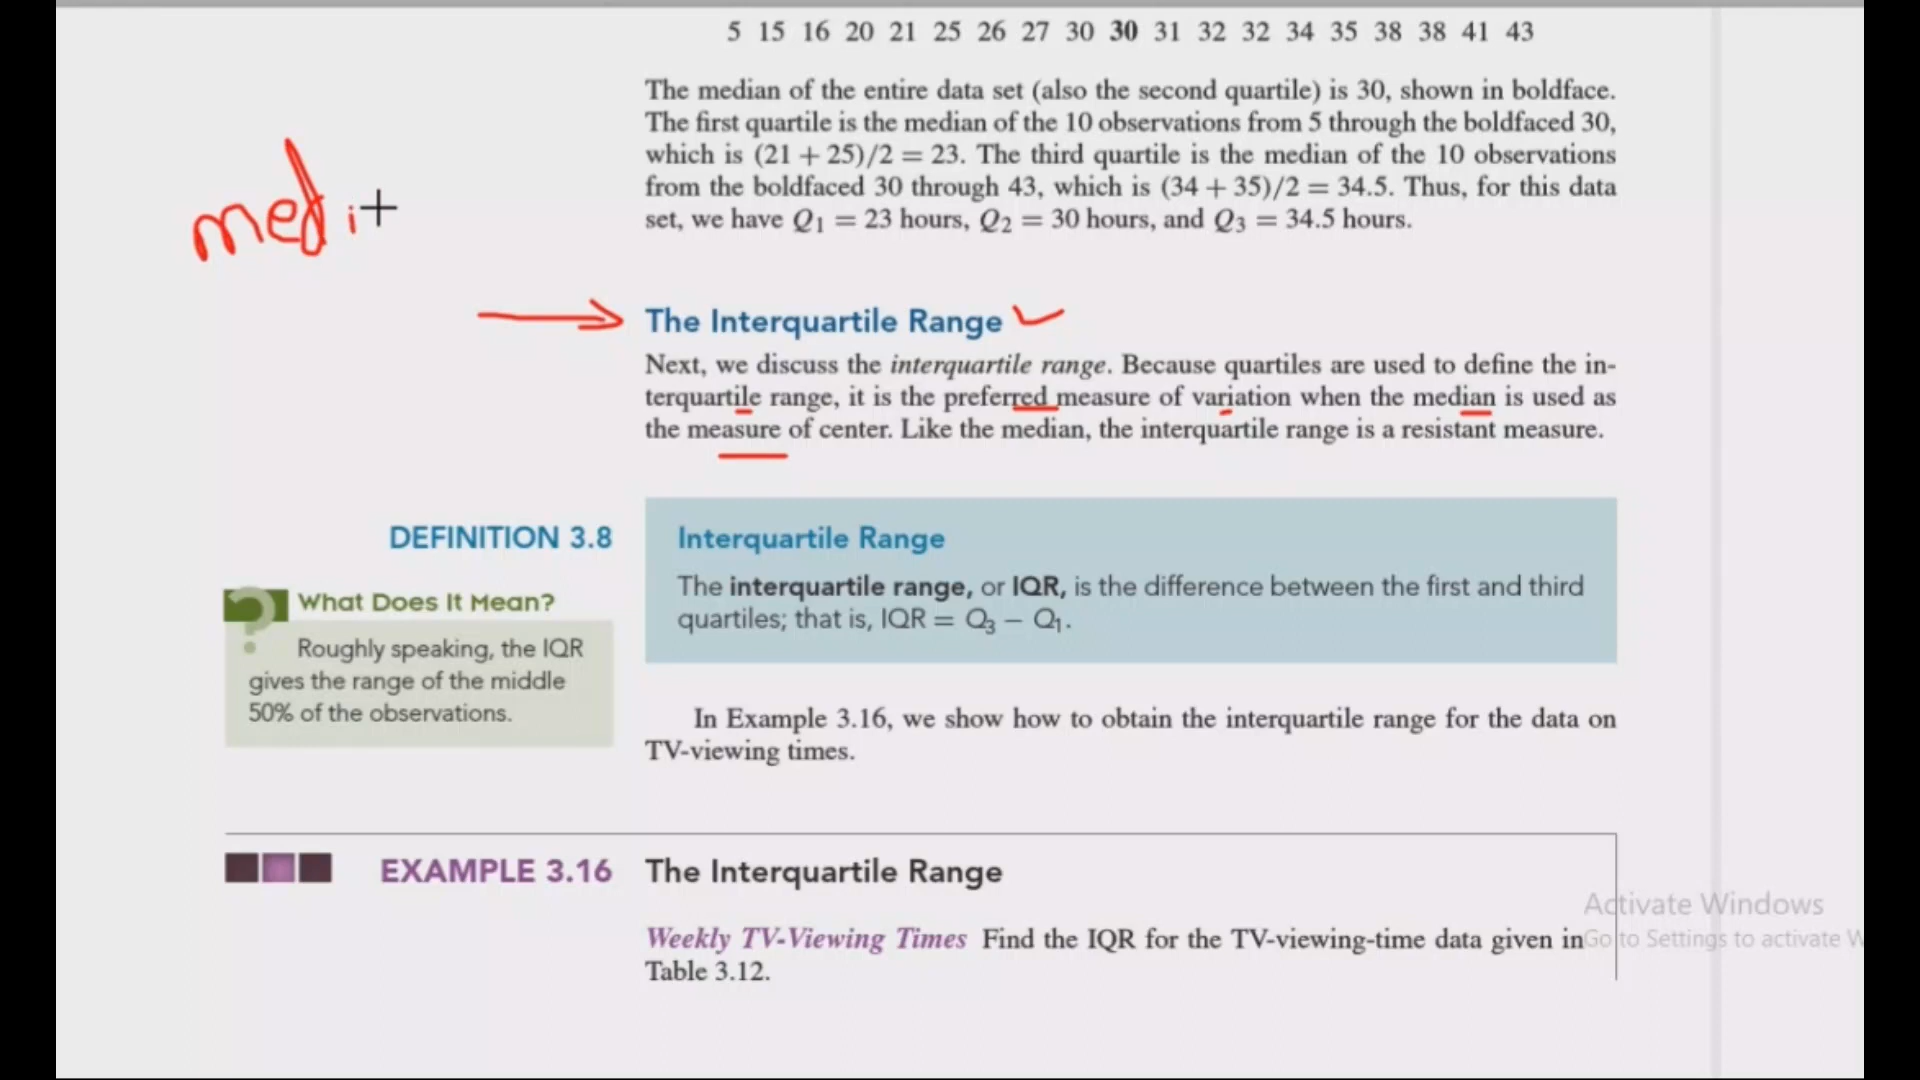 5 15 16 20 21 25 26 27 30 30 31 32 32 34 35 38 38 41 43
The median of the entire data set (also the second quartile) is 30, shown in boldface.
The first quartile is the median of the 10 observations from 5 through the boldfaced 30,
which is (21 + 25)/2 = 23. The third quartile is the median of the 10 observations
from the boldfaced 30 through 43, which is (34 + 35)/2 = 34.5. Thus, for this data
set, we have Q₁ = 23 hours, Q₂ = 30 hours, and Q₃ = 34.5 hours.
medi
The Interquartile Range
Next, we discuss the interquartile range. Because quartiles are used to define the in-
terquartile range, it is the preferred measure of variation when the median is used as
the measure of center. Like the median, the interquartile range is a resistant measure.
DEFINITION 3.8
Interquartile Range
The interquartile range, or IQR, is the difference between the first and third
quartiles; that is, IQR = Q₃ − Q₁.
? What Does It Mean?
Roughly speaking, the IQR
gives the range of the middle
50% of the observations.
In Example 3.16, we show how to obtain the interquartile range for the data on
TV-viewing times.
EXAMPLE 3.16 The Interquartile Range
Weekly TV-Viewing Times Find the IQR for the TV-viewing-time data given in
Table 3.12.
Activate Windows
Go to Settings to activate W